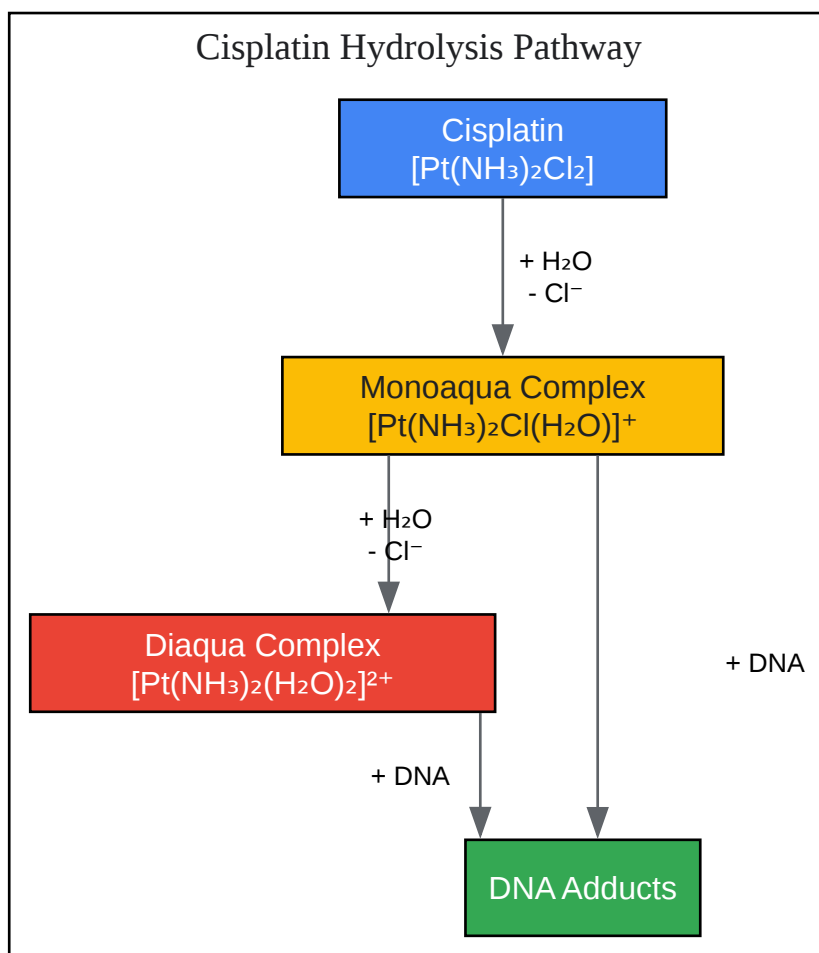 Cisplatin Hydrolysis Pathway
Cisplatin
[Pt(NH₃)₂Cl₂]
+ H₂O
- Cl⁻
Monoaqua Complex
[Pt(NH₃)₂Cl(H₂O)]⁺
+ H₂O
- Cl⁻
Diaqua Complex
[Pt(NH₃)₂(H₂O)₂]²⁺
+ DNA
+ DNA
DNA Adducts